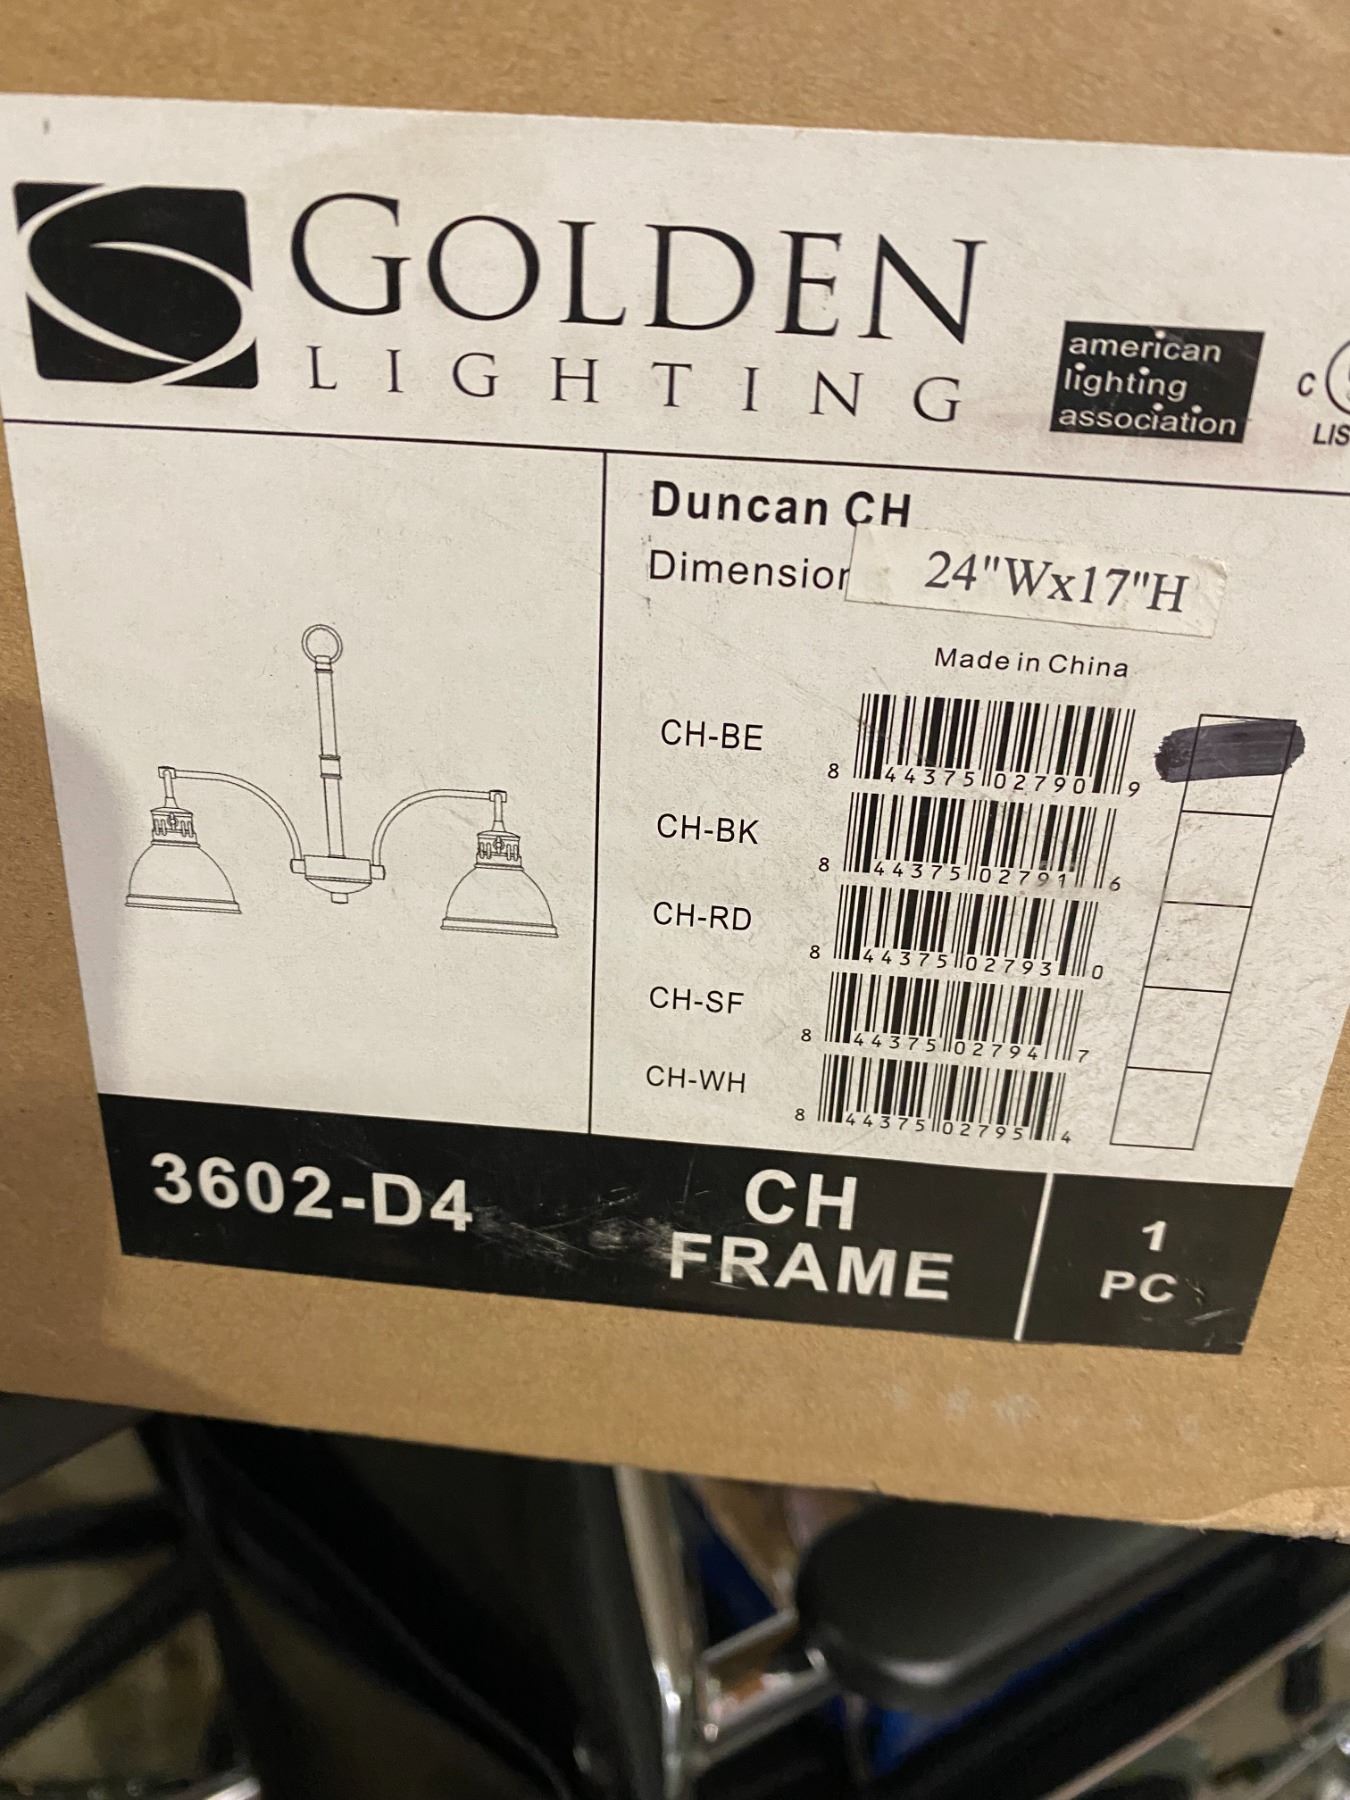 GOLDEN
LIGHTING
american
lighting
association
C
LIS
Duncan CH
Dimension 24"Wx17"H
Made in China
CH-BE 8 44375 02790 9
CH-BK 8 44375 02791 6
CH-RD 8 44375 02793 0
CH-SF 8 44375 02794 7
CH-WH 8 44375 02795 4
3602-D4
CH
FRAME
1
PC